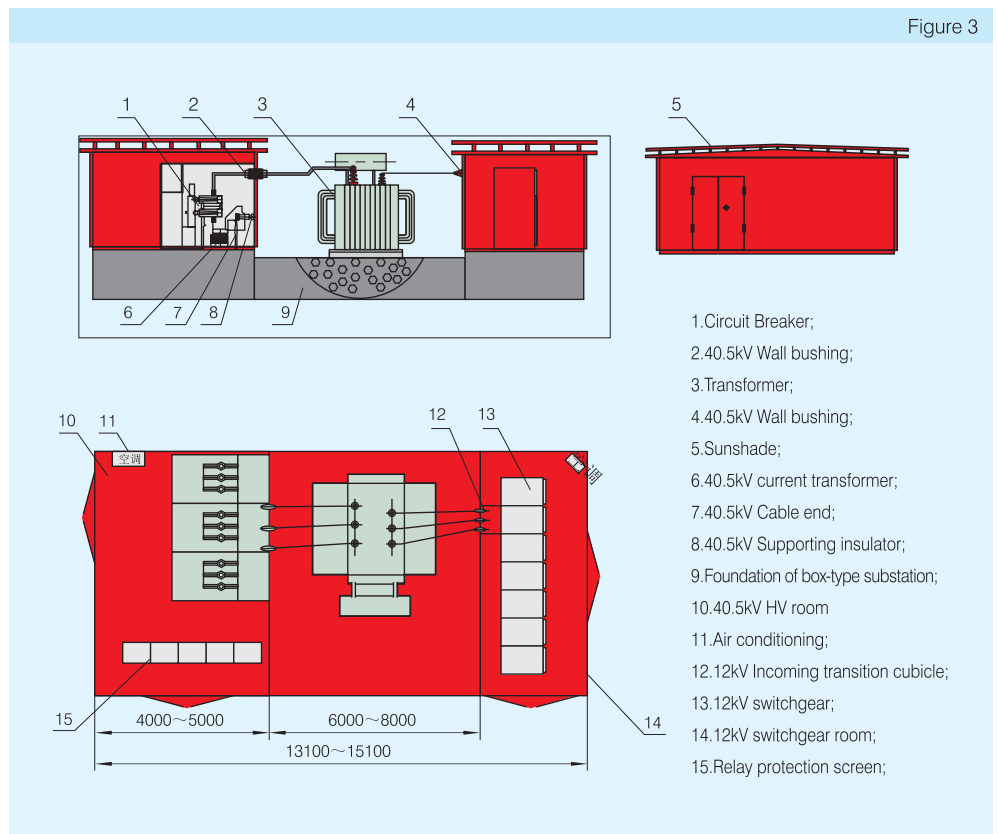 Figure 3
1 2 3 4 5
6 7 8 9
1.Circuit Breaker;
2.40.5kV Wall bushing;
3.Transformer;
4.40.5kV Wall bushing;
5.Sunshade;
6.40.5kV current transformer;
7.40.5kV Cable end;
8.40.5kV Supporting insulator;
9.Foundation of box-type substation;
10.40.5kV HV room
11.Air conditioning;
12.12kV Incoming transition cubicle;
13.12kV switchgear;
14.12kV switchgear room;
15.Relay protection screen;
10 11 12 13
空调
空调
15 4000～5000 6000～8000 14
13100～15100